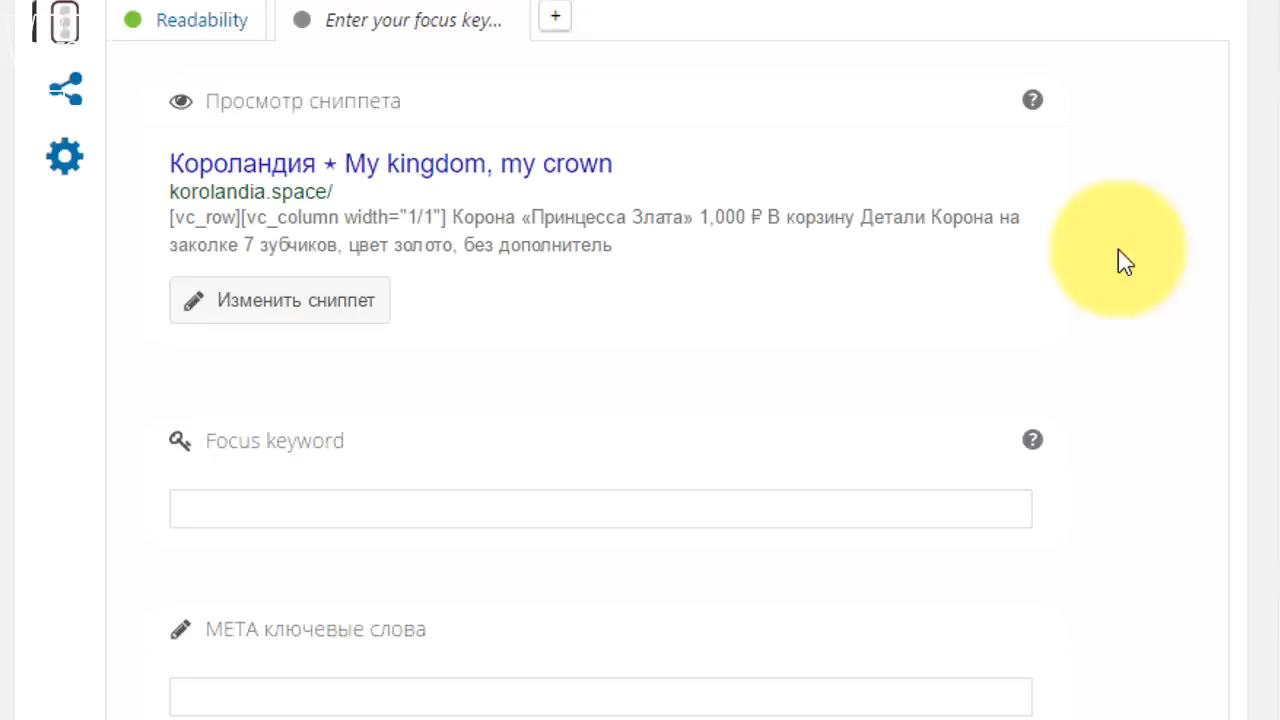 Readability
Enter your focus key...
+
Просмотр сниппета
?
Короландия ⋆ My kingdom, my crown
korolandia.space/
[vc_row][vc_column width="1/1"] Корона «Принцесса Злата» 1,000 ₽ В корзину Детали Корона на
заколке 7 зубчиков, цвет золото, без дополнитель
Изменить сниппет
Focus keyword
?
МЕТА ключевые слова